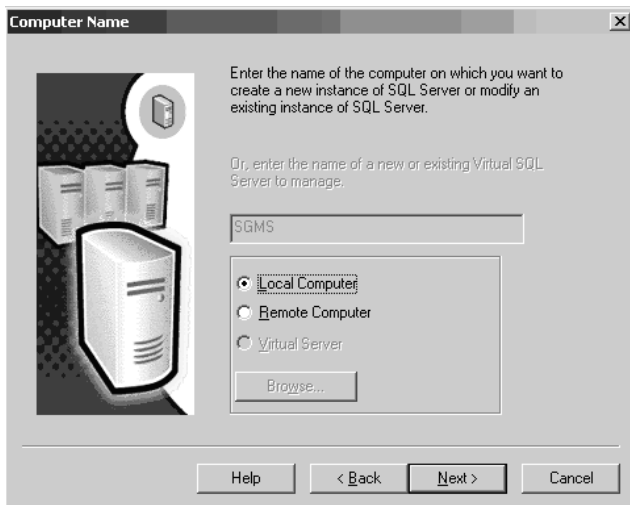 Computer Name
Enter the name of the computer on which you want to
create a new instance of SQL Server or modify an
existing instance of SQL Server.
Or, enter the name of a new or existing Virtual SQL
Server to manage.
SGMS
Local Computer
Remote Computer
Virtual Server
Browse...
Help
< Back
Next >
Cancel